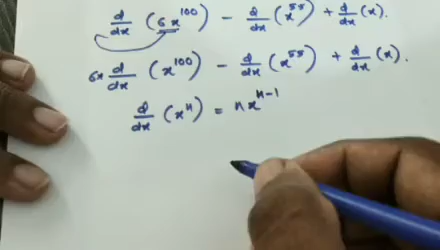 d/dx (6x^100) - d/dx (x^55) + d/dx (x).
6x d/dx (x^100) - d/dx (x^55) + d/dx (x).
d/dx (x^n) = nx^n-1